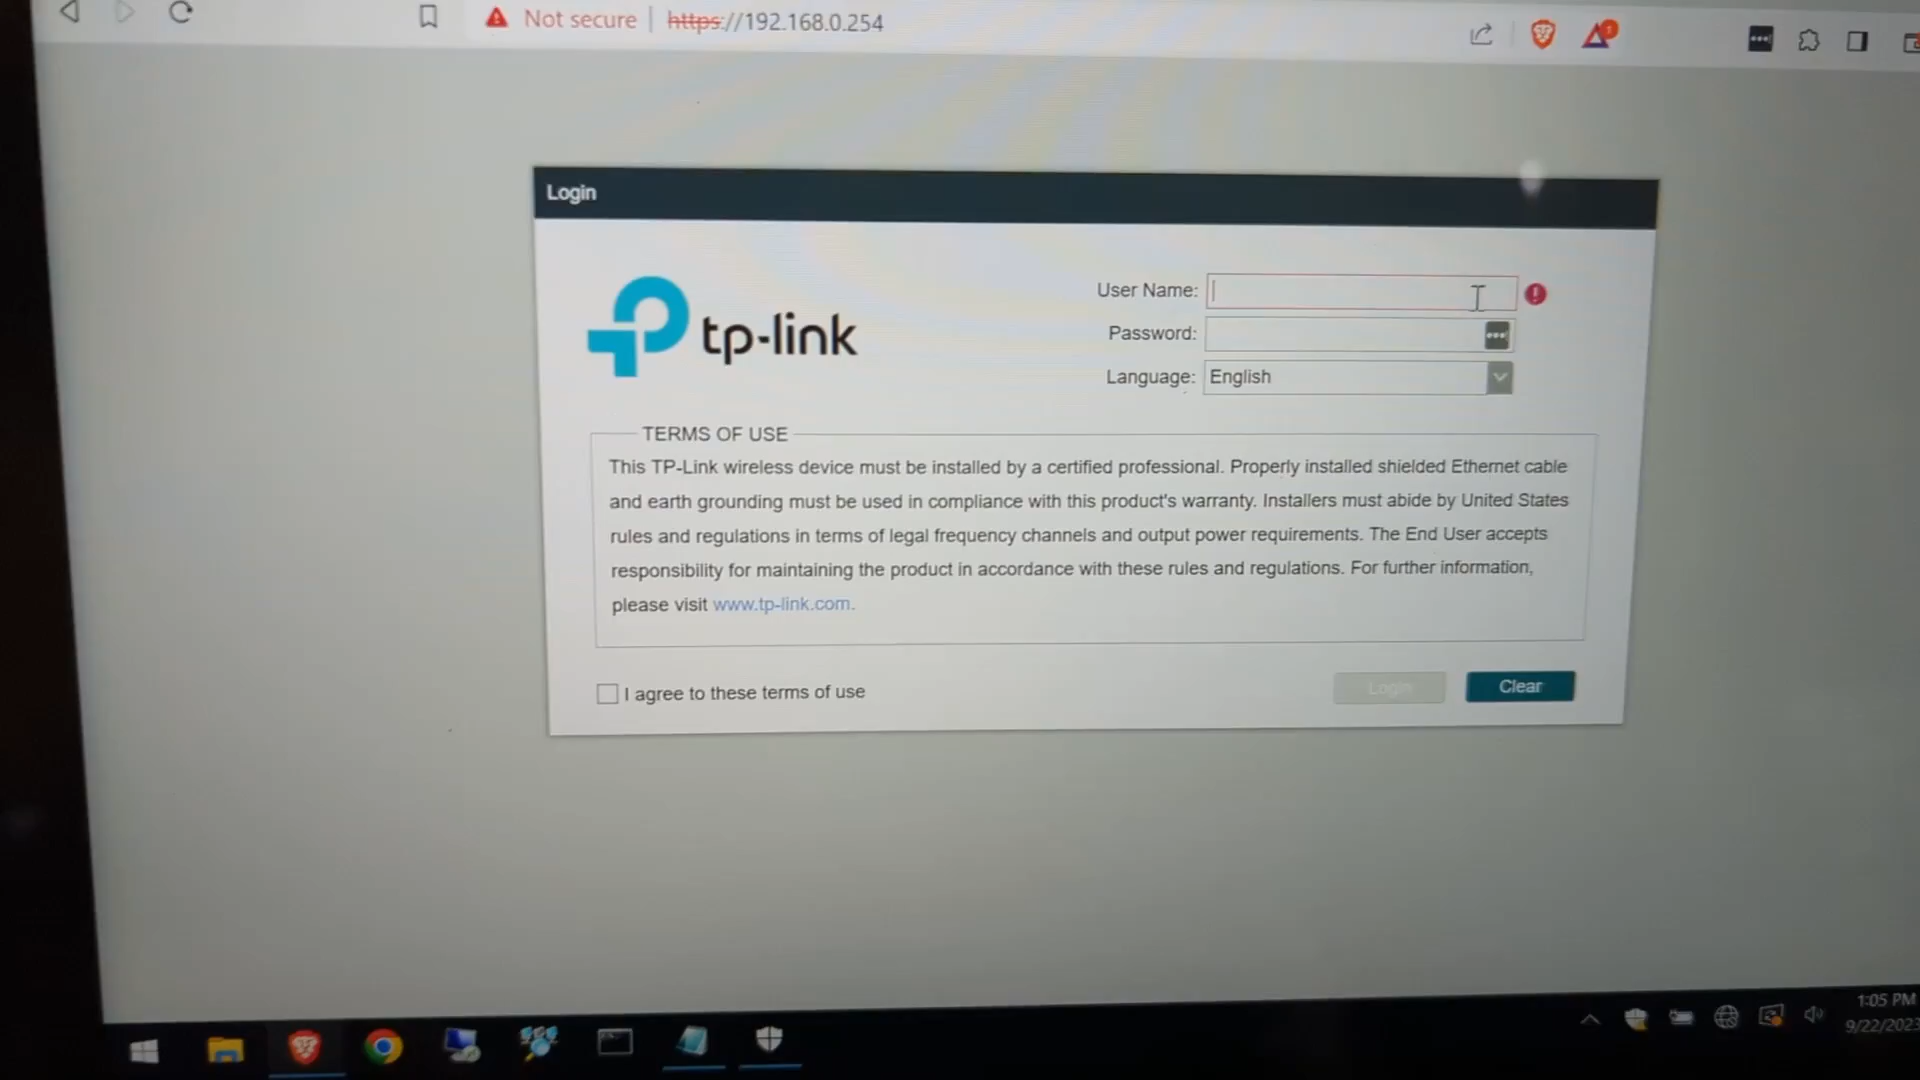 Not secure | https://192.168.0.254
Login
tp-link
User Name:
Password:
Language: English
TERMS OF USE
This TP-Link wireless device must be installed by a certified professional. Properly installed shielded Ethernet cable
and earth grounding must be used in compliance with this product's warranty. Installers must abide by United States
rules and regulations in terms of legal frequency channels and output power requirements. The End User accepts
responsibility for maintaining the product in accordance with these rules and regulations. For further information,
please visit www.tp-link.com.
I agree to these terms of use
Login
Clear
1:05 PM
9/22/2023